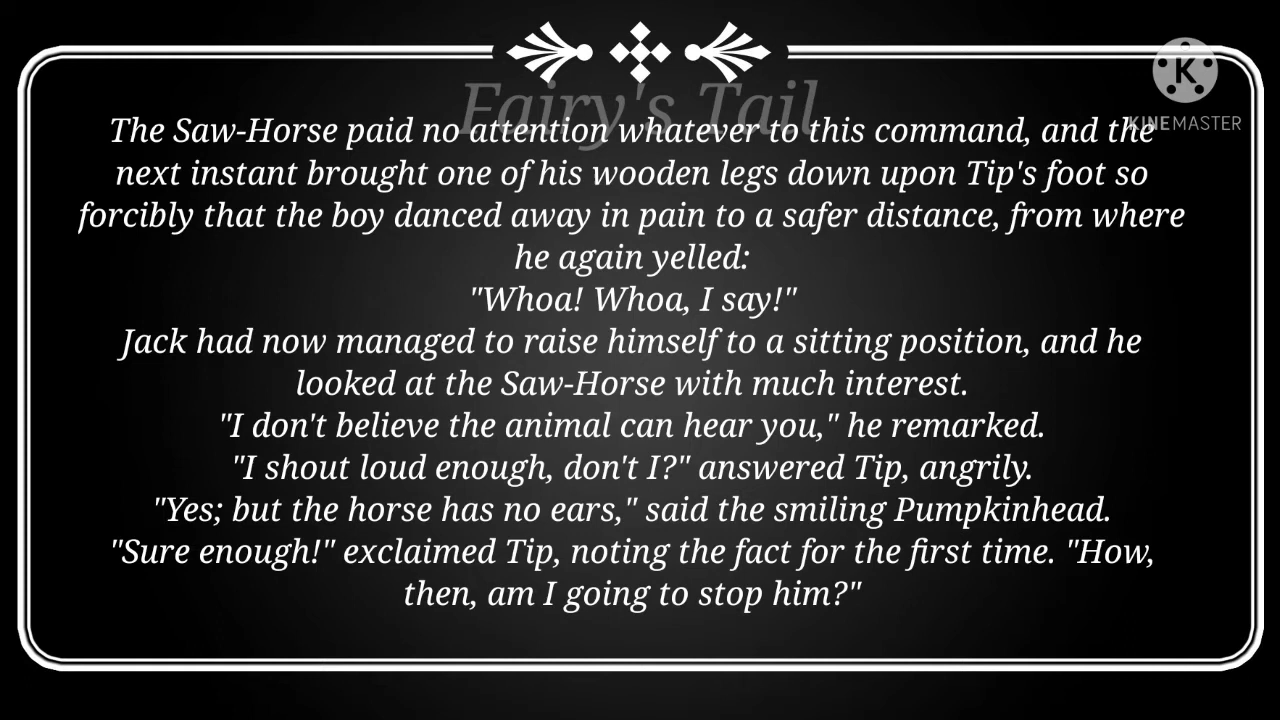 Fairy's Tail
K
KINEMASTER
The Saw-Horse paid no attention whatever to this command, and the
next instant brought one of his wooden legs down upon Tip's foot so
forcibly that the boy danced away in pain to a safer distance, from where
he again yelled:
"Whoa! Whoa, I say!"
Jack had now managed to raise himself to a sitting position, and he
looked at the Saw-Horse with much interest.
"I don't believe the animal can hear you," he remarked.
"I shout loud enough, don't I?" answered Tip, angrily.
"Yes; but the horse has no ears," said the smiling Pumpkinhead.
"Sure enough!" exclaimed Tip, noting the fact for the first time. "How,
then, am I going to stop him?"